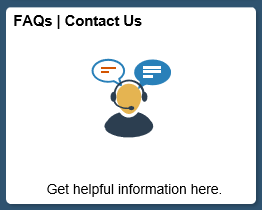 FAQs | Contact Us
Get helpful information here.